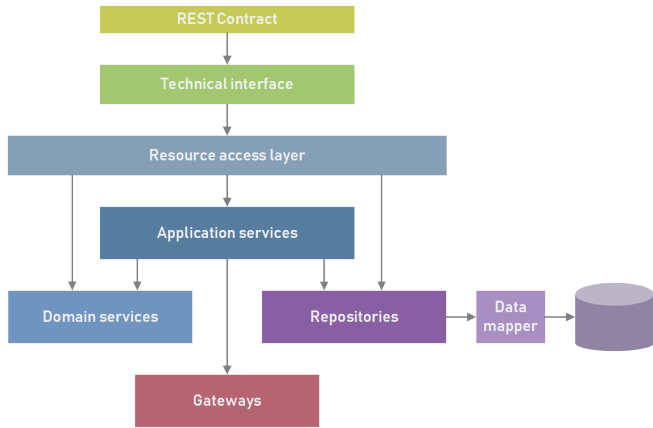 REST Contract
Technical interface
Resource access layer
Application services
Domain services
Repositories
Data
mapper
Gateways